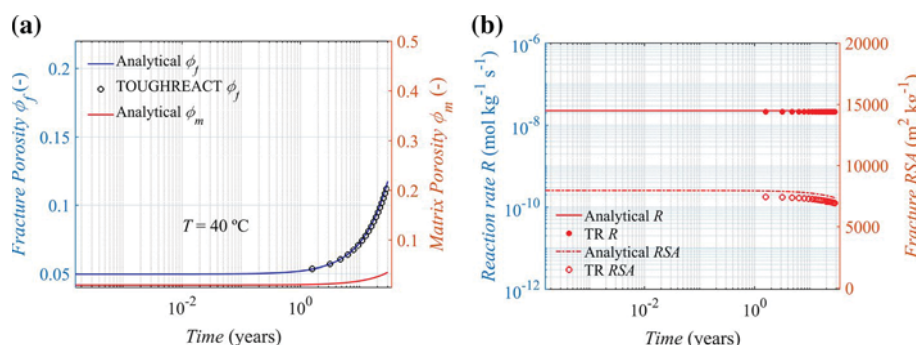 (a)
Fracture Porosity ϕf (-)
0.2
0.15
0.1
0.05
Analytical ϕf
TOUGHREACT ϕf
Analytical ϕm
T = 40 ºC
0.5
0.4
0.3
0.2
0.1
Matrix Porosity ϕm (-)
10-2
100
Time (years)
(b)
Reaction rate R (mol kg-1 s-1)
10-6
10-8
10-10
10-12
Analytical R
TR R
Analytical RSA
TR RSA
20000
15000
10000
5000
0
Fracture RSA (m2 kg-1)
10-2
100
Time (years)